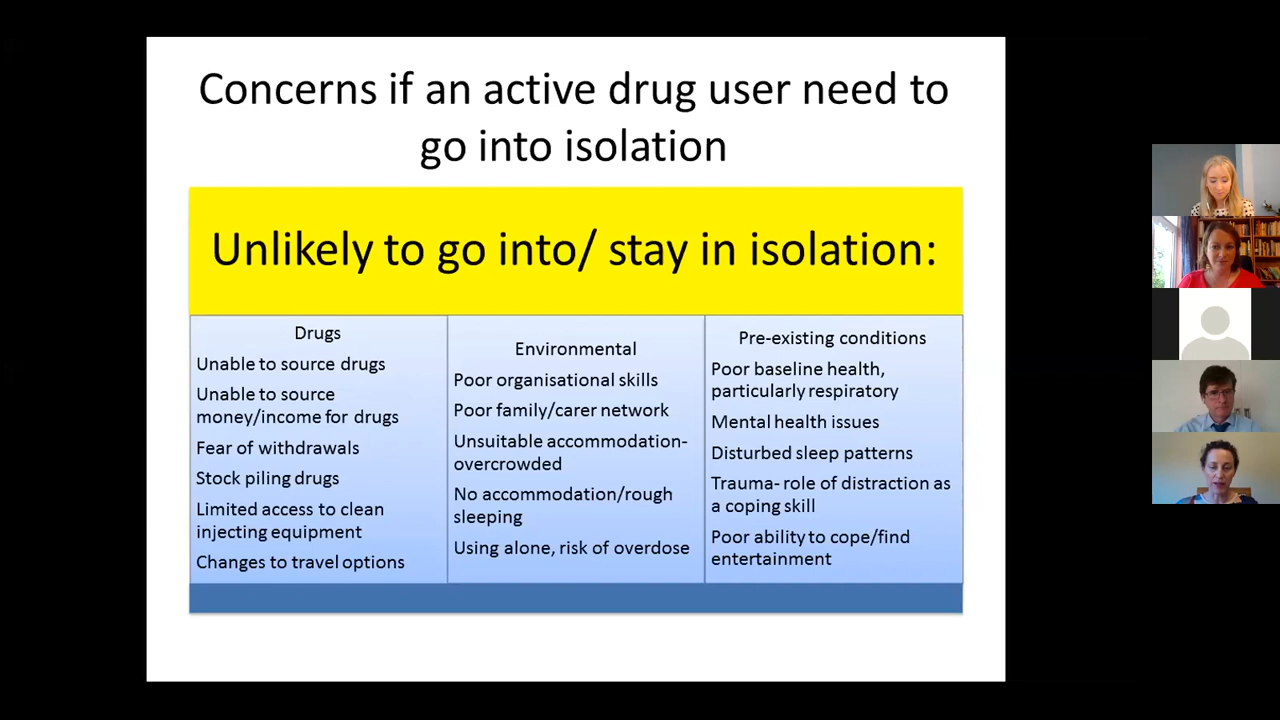 Concerns if an active drug user need to
go into isolation
Unlikely to go into/ stay in isolation:
Drugs
Unable to source drugs
Unable to source
money/income for drugs
Fear of withdrawals
Stock piling drugs
Limited access to clean
injecting equipment
Changes to travel options
Environmental
Poor organisational skills
Poor family/carer network
Unsuitable accommodation-
overcrowded
No accommodation/rough
sleeping
Using alone, risk of overdose
Pre-existing conditions
Poor baseline health,
particularly respiratory
Mental health issues
Disturbed sleep patterns
Trauma- role of distraction as
a coping skill
Poor ability to cope/find
entertainment